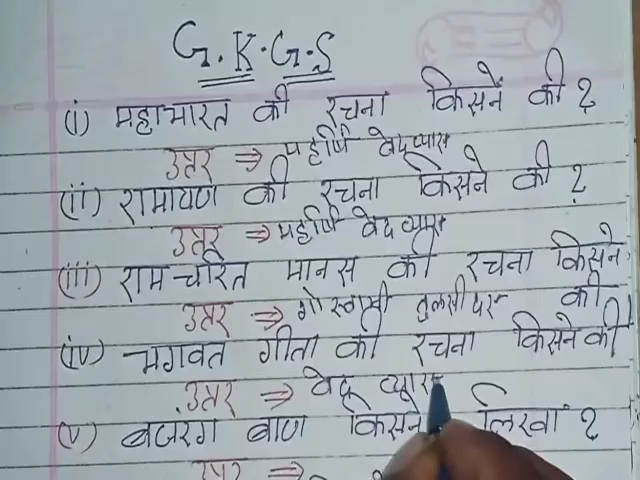 G.K.G.S
(i) महाभारत की रचना किसनें की ?
उत्तर ⇒ महर्षि वेदव्यास
(ii) रामायण की रचना किसने की ?
उत्तर ⇒ महर्षि वेद व्यास
(iii) रामचरित मानस की रचना किसने की
उत्तर ⇒ गोस्वामी तुलसीदास
(iv) भगवत गीता की रचना किसने की
उत्तर ⇒ वेद व्यास
(v) बजरंग बाण किसने लिखा ?
उत्तर ⇒